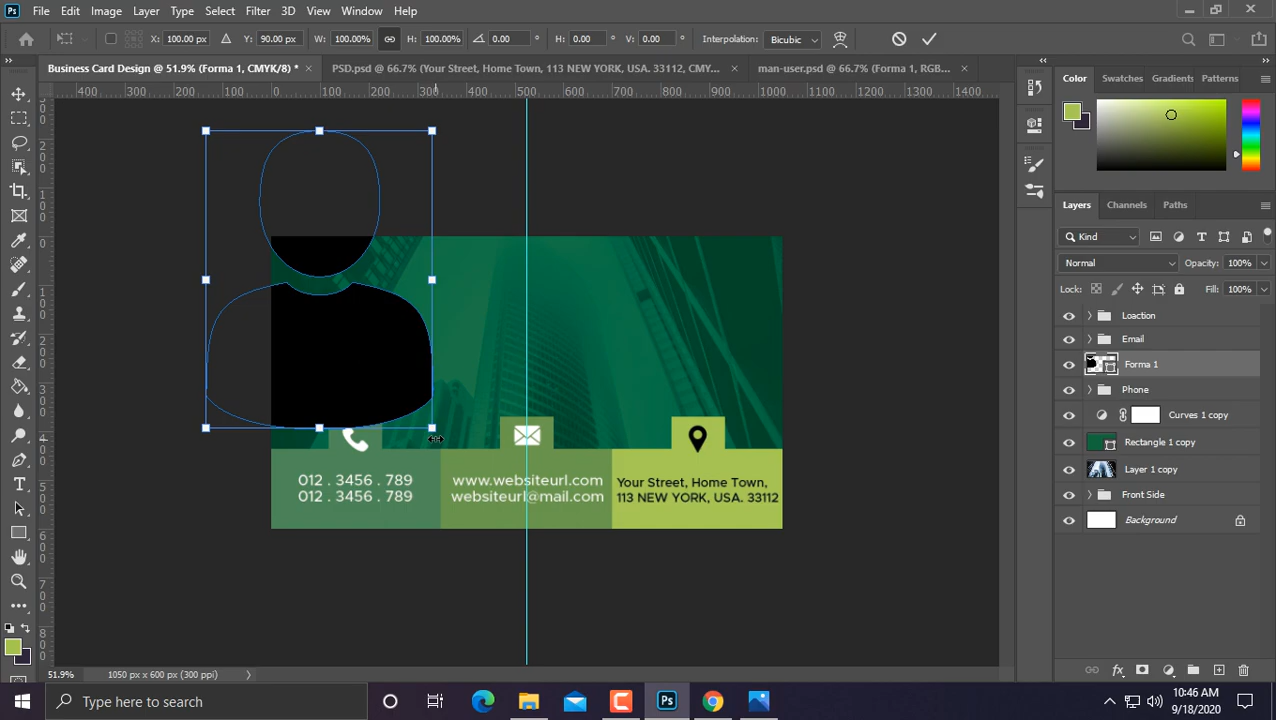 Ps File Edit Image Layer Type Select Filter 3D View Window Help
X: 100.00 px Y: 90.00 px W: 100.00% H: 100.00% 0.00 ° H: 0.00 ° V: 0.00 ° Interpolation: Bicubic
Business Card Design @ 51.9% (Forma 1, CMYK/8) * × PSD.psd @ 66.7% (Your Street, Home Town, 113 NEW YORK, USA. 33112, CMY... × man-user.psd @ 66.7% (Forma 1, RGB... ×
400 300 200 100 0 100 200 300 400 500 600 700 800 900 1000 1100 1200 1300 1400
Color Swatches Gradients Patterns
Layers Channels Paths
Kind
Normal Opacity: 100%
Lock: Fill: 100%
Loaction
Email
Forma 1
Phone
Curves 1 copy
Rectangle 1 copy
Layer 1 copy
Front Side
Background
012 . 3456 . 789
012 . 3456 . 789
www.websiteurl.com
websiteurl@mail.com
Your Street, Home Town,
113 NEW YORK, USA. 33112
51.9% 1050 px x 600 px (300 ppi)
Type here to search
Ps
10:46 AM
9/18/2020